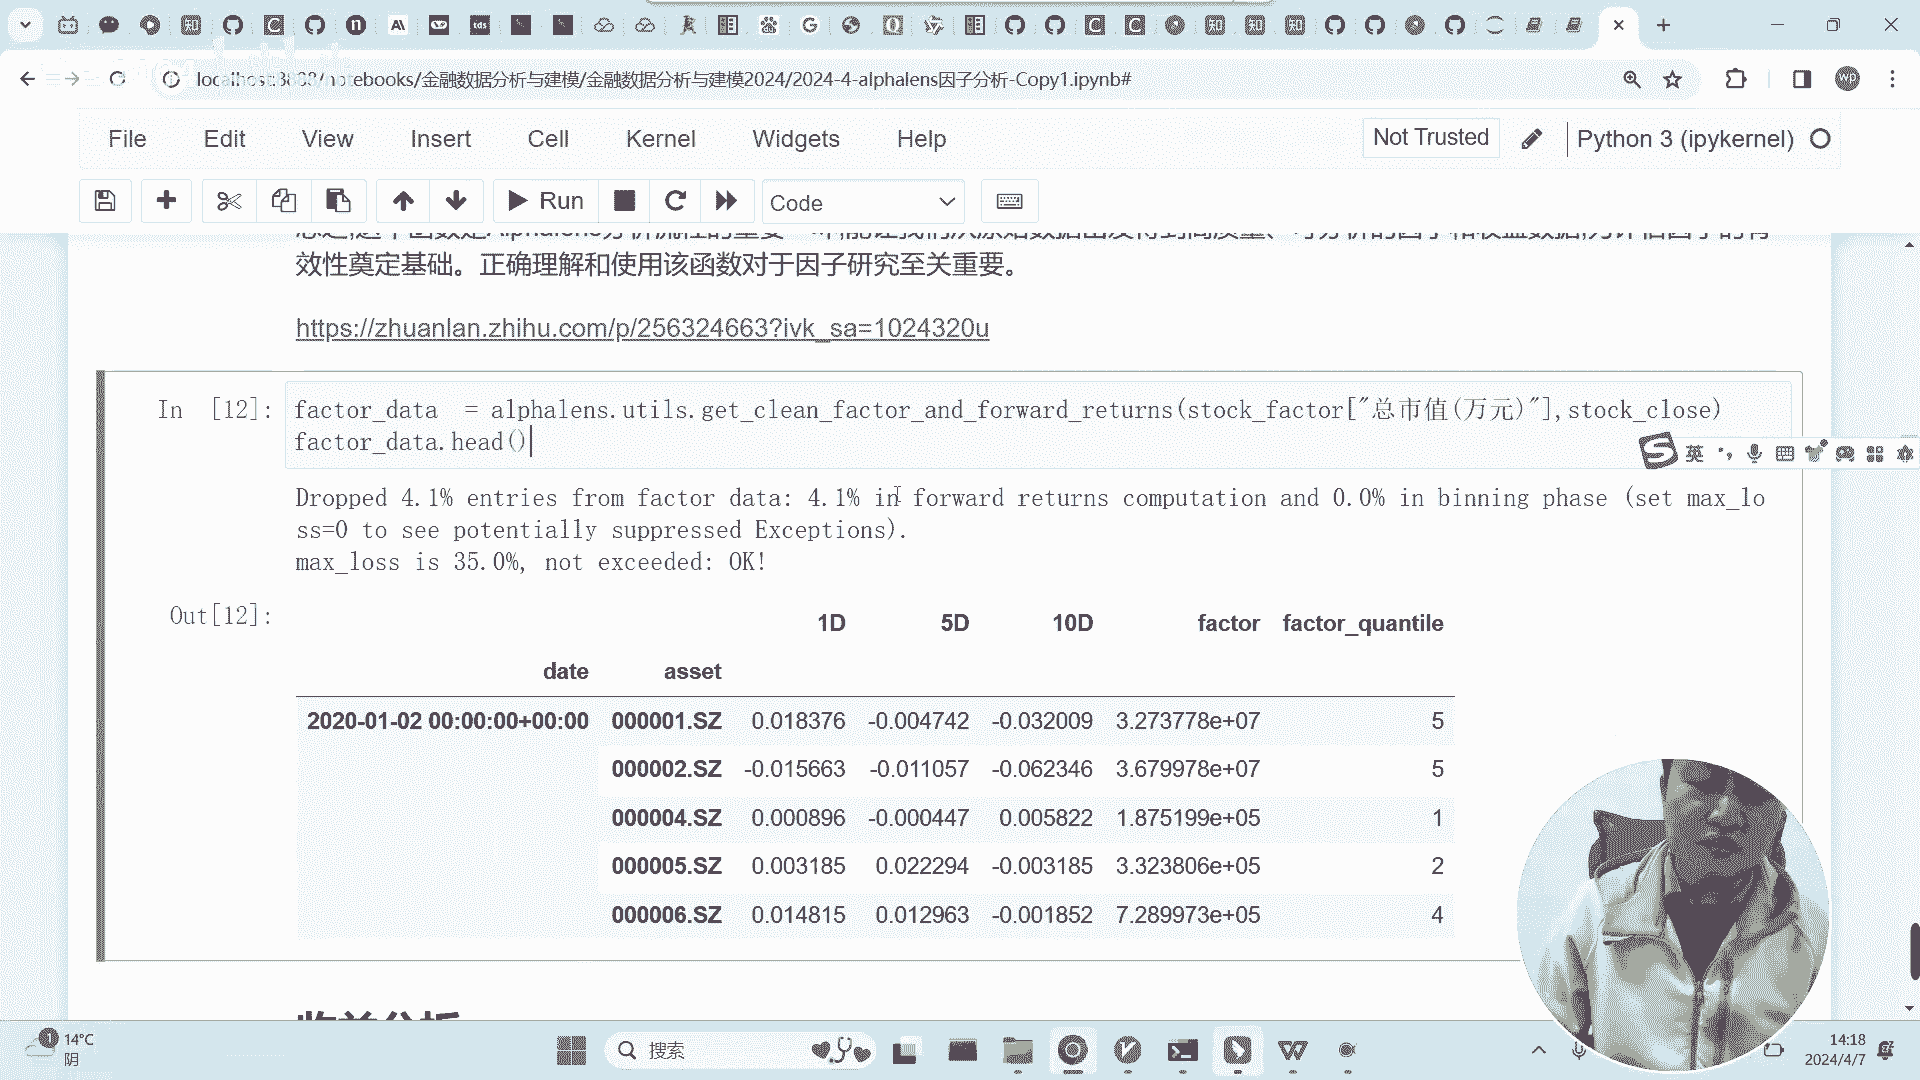 localhost:8888/notebooks/金融数据分析与建模/金融数据分析与建模2024/2024-4-alphalens因子分析-Copy1.ipynb#
File Edit View Insert Cell Kernel Widgets Help
Not Trusted
Python 3 (ipykernel)
Run
Code
效性奠定基础。正确理解和使用该函数对于因子研究至关重要。
https://zhuanlan.zhihu.com/p/256324663?ivk_sa=1024320u
In [12]: factor_data = alphalens.utils.get_clean_factor_and_forward_returns(stock_factor["总市值(万元)"],stock_close)
factor_data.head()
英
Dropped 4.1% entries from factor data: 4.1% in forward returns computation and 0.0% in binning phase (set max_lo
ss=0 to see potentially suppressed Exceptions).
max_loss is 35.0%, not exceeded: OK!
Out[12]:
1D 5D 10D factor factor_quantile
date asset
2020-01-02 00:00:00+00:00 000001.SZ 0.018376 -0.004742 -0.032009 3.273778e+07 5
000002.SZ -0.015663 -0.011057 -0.062346 3.679978e+07 5
000004.SZ 0.000896 -0.000447 0.005822 1.875199e+05 1
000005.SZ 0.003185 0.022294 -0.003185 3.323806e+05 2
000006.SZ 0.014815 0.012963 -0.001852 7.289973e+05 4
1
14°C
阴
搜索
14:18
2024/4/7